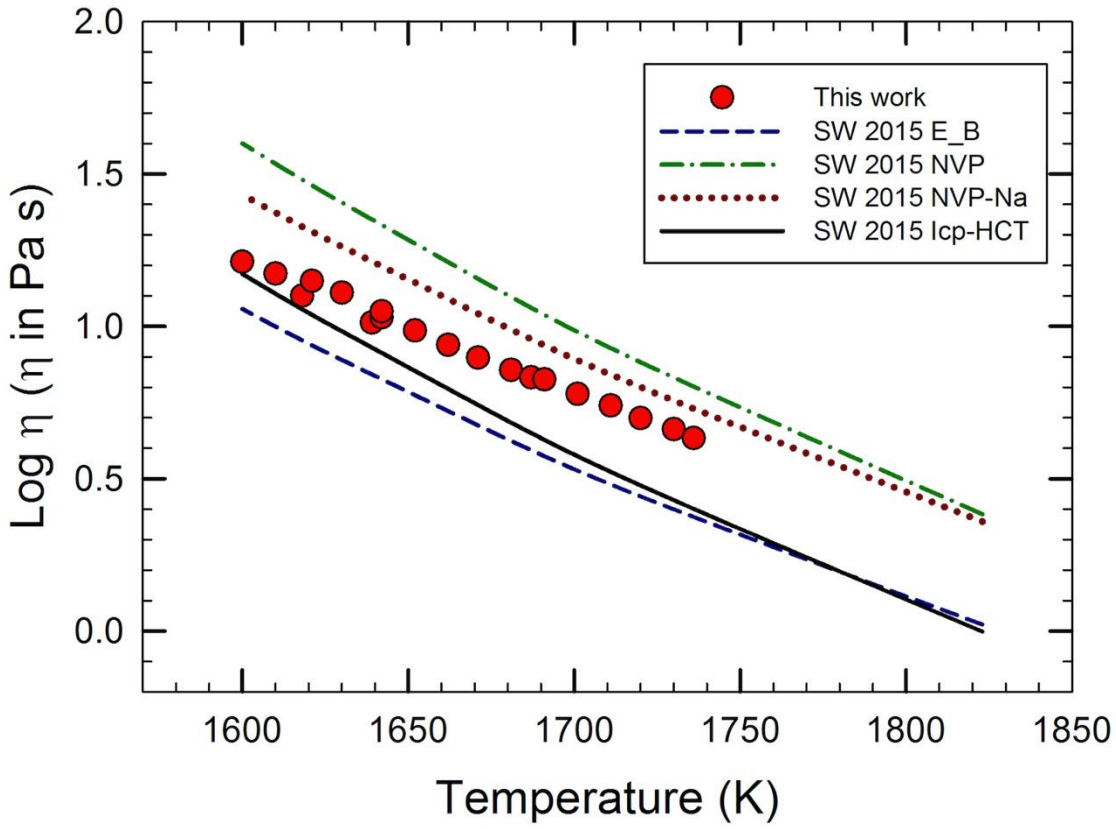 2.0
1.5
1.0
0.5
0.0
Log η (η in Pa s)
This work
SW 2015 E_B
SW 2015 NVP
SW 2015 NVP-Na
SW 2015 Icp-HCT
1600 1650 1700 1750 1800 1850
Temperature (K)